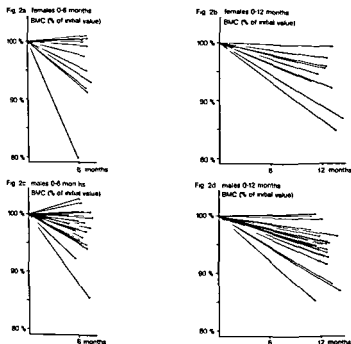 Fig. 2a females 0-6 months
BMC (% of initial value)
100 %
90 %
80 %
6 months
Fig. 2b females 0-12 months
BMC (% of initial value)
100 %
90 %
80 %
6 12 months
Fig 2c males 0-6 months
BMC (% of initial value)
100 %
90 %
80 %
6 months
Fig. 2d males 0-12 months
BMC (% of initial value)
100 %
90 %
80 %
6 12 months